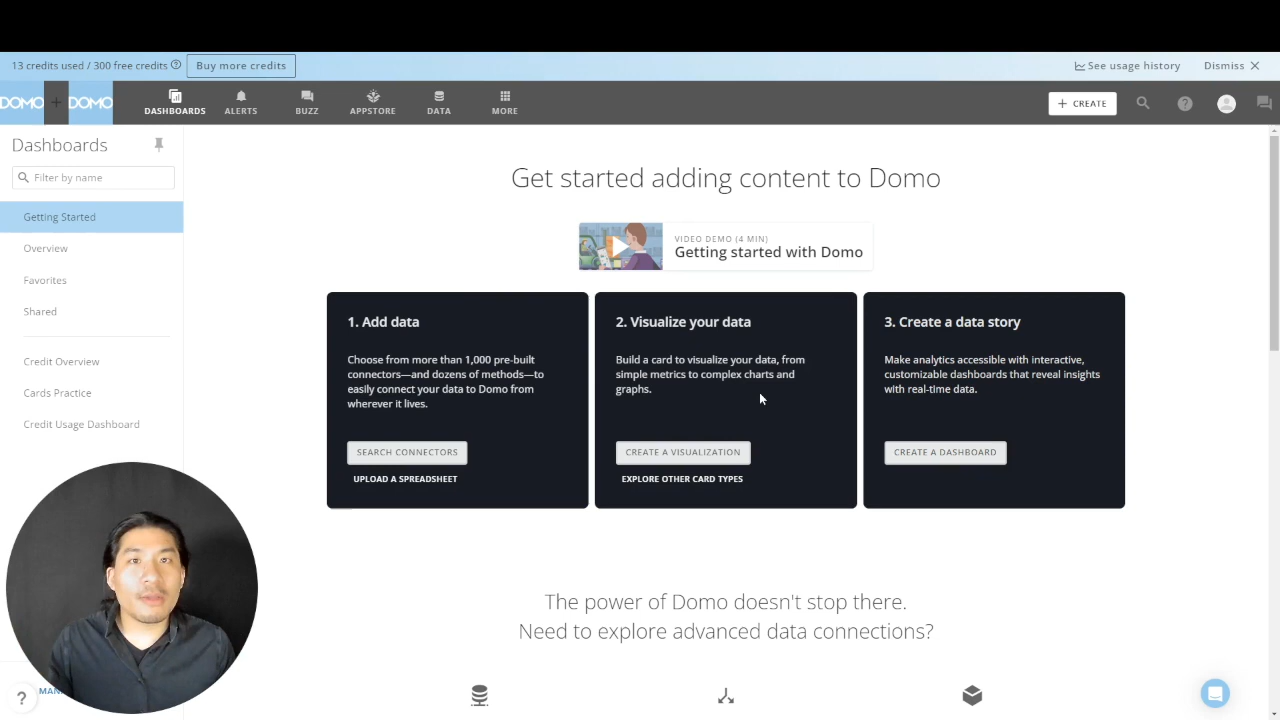 13 credits used / 300 free credits
Buy more credits
See usage history
Dismiss
DOMO
DOMO
DASHBOARDS
ALERTS
BUZZ
APPSTORE
DATA
MORE
+ CREATE
Dashboards
Filter by name
Getting Started
Overview
Favorites
Shared
Credit Overview
Cards Practice
Credit Usage Dashboard
Get started adding content to Domo
VIDEO DEMO (4 MIN)
Getting started with Domo
1. Add data
Choose from more than 1,000 pre-built
connectors—and dozens of methods—to
easily connect your data to Domo from
wherever it lives.
SEARCH CONNECTORS
UPLOAD A SPREADSHEET
2. Visualize your data
Build a card to visualize your data, from
simple metrics to complex charts and
graphs.
CREATE A VISUALIZATION
EXPLORE OTHER CARD TYPES
3. Create a data story
Make analytics accessible with interactive,
customizable dashboards that reveal insights
with real-time data.
CREATE A DASHBOARD
The power of Domo doesn't stop there.
Need to explore advanced data connections?